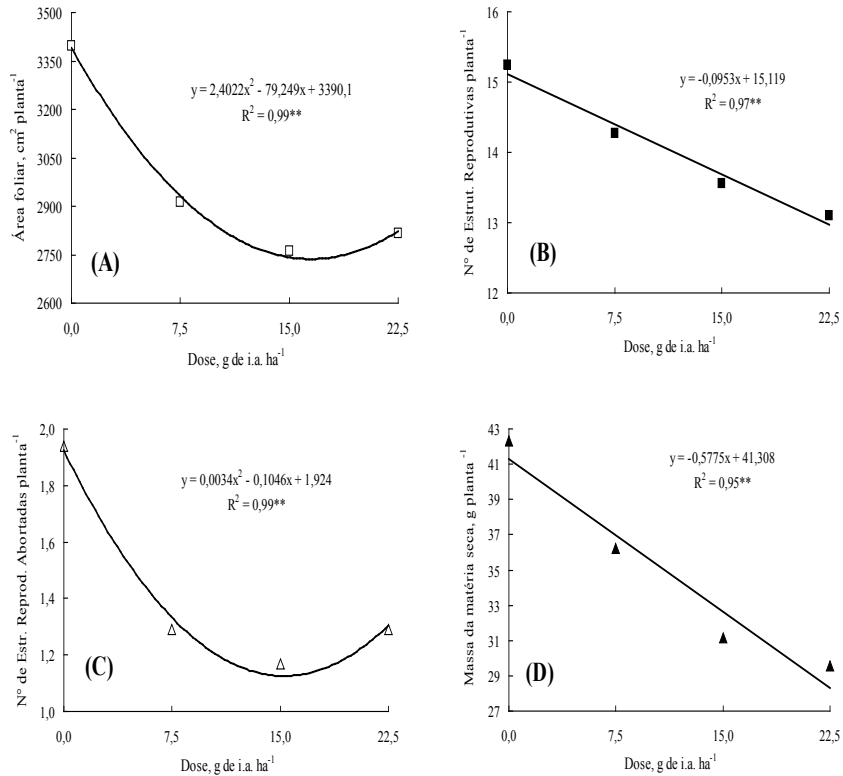 Área foliar, cm² planta⁻¹
3500
3350
3200
3050
2900
2750
2600
y = 2,4022x² - 79,249x + 3390,1
R² = 0,99**
(A)
0,0 7,5 15,0 22,5
Dose, g de i.a. ha⁻¹
N° de Estrut. Reprodutivas planta⁻¹
16
15
14
13
12
y = -0,0953x + 15,119
R² = 0,97**
(B)
0,0 7,5 15,0 22,5
Dose, g de i.a. ha⁻¹
N° de Estr. Reprod. Abortadas planta⁻¹
2,0
1,8
1,6
1,4
1,2
1,0
y = 0,0034x² - 0,1046x + 1,924
R² = 0,99**
(C)
0,0 7,5 15,0 22,5
Dose, g de i.a. ha⁻¹
Massa da matéria seca, g planta⁻¹
43
41
39
37
35
33
31
29
27
y = -0,5775x + 41,308
R² = 0,95**
(D)
0,0 7,5 15,0 22,5
Dose, g de i.a. ha⁻¹